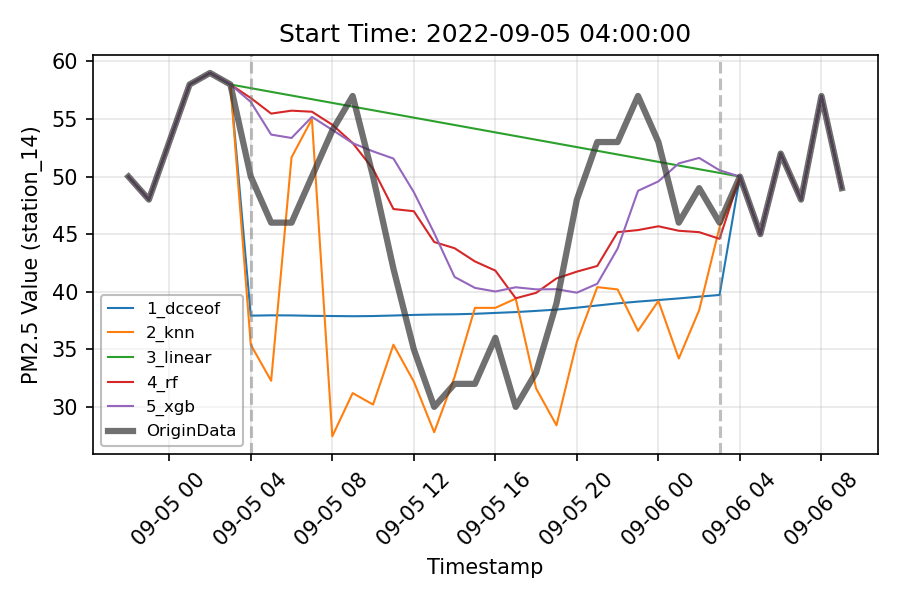 Start Time: 2022-09-05 04:00:00
PM2.5 Value (station_14)
60
55
50
45
40
35
30
1_dcceof
2_knn
3_linear
4_rf
5_xgb
OriginData
09-05 00
09-05 04
09-05 08
09-05 12
09-05 16
09-05 20
09-06 00
09-06 04
09-06 08
Timestamp